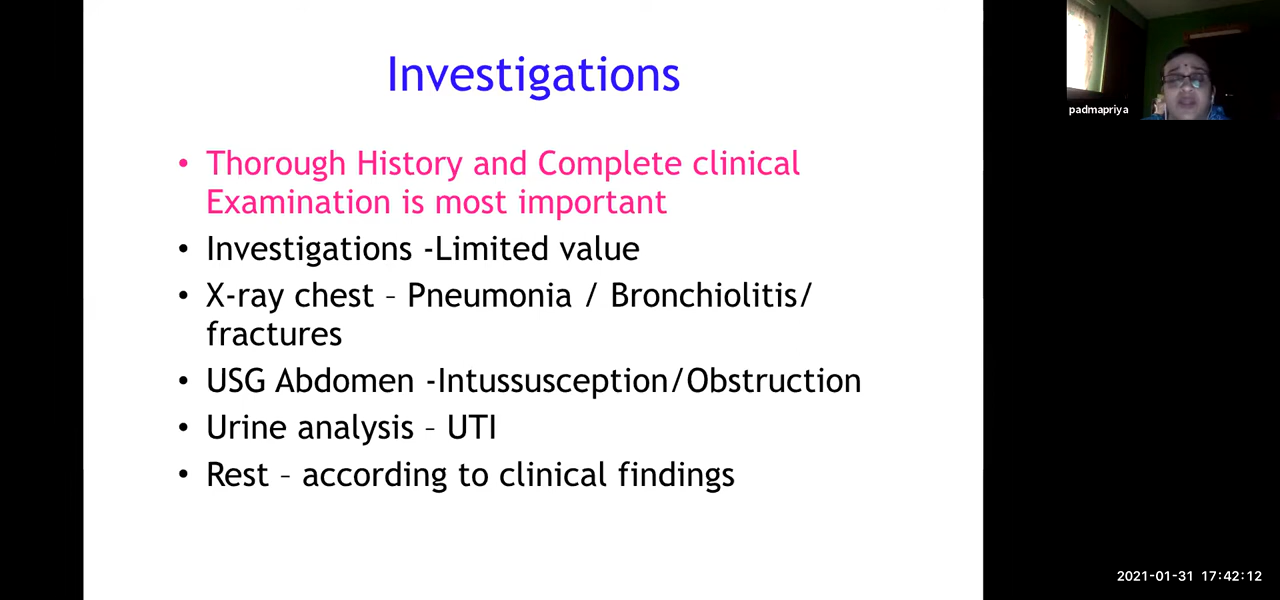 Investigations
• Thorough History and Complete clinical
Examination is most important
• Investigations -Limited value
• X-ray chest – Pneumonia / Bronchiolitis/
fractures
• USG Abdomen -Intussusception/Obstruction
• Urine analysis – UTI
• Rest – according to clinical findings
padmapriya
2021-01-31 17:42:12